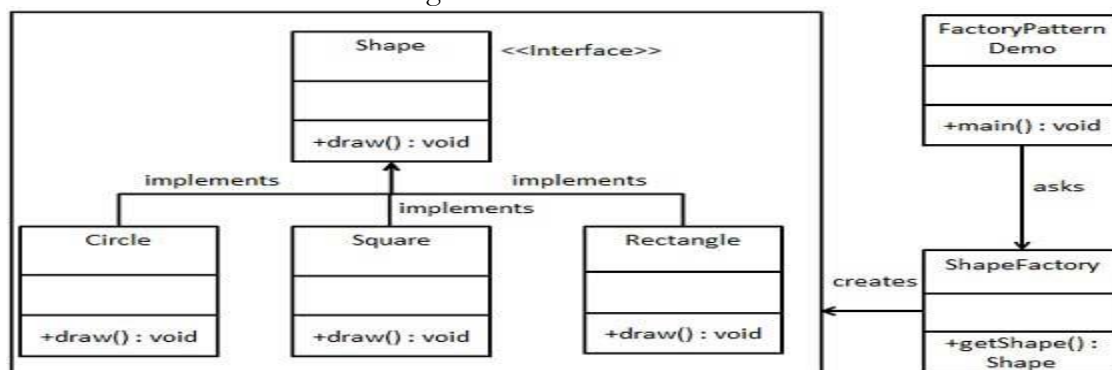 Shape
<<Interface>>
+draw() : void
implements
implements
implements
Circle
+draw() : void
Square
+draw() : void
Rectangle
+draw() : void
FactoryPattern
Demo
+main() : void
asks
creates
ShapeFactory
+getShape() :
Shape